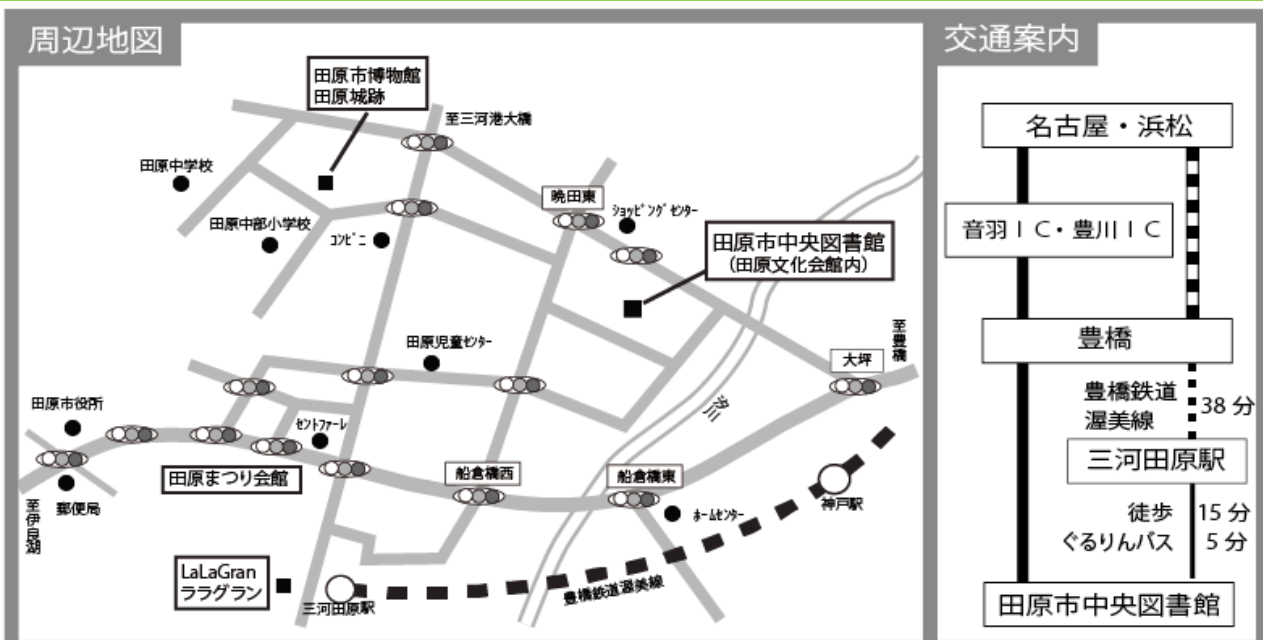 周辺地図
田原市博物館
田原城跡
至三河港大橋
田原中学校
晩田東
ショッピングセンター
田原中部小学校
コンビニ
田原市中央図書館
(田原文化会館内)
至豊橋
田原児童センター
大坪
汐川
田原市役所
セントファーレ
田原まつり会館
船倉橋西
船倉橋東
神戸駅
至伊良湖
郵便局
ホームセンター
LaLaGran
ララグラン
三河田原駅
豊橋鉄道渥美線
交通案内
名古屋・浜松
音羽IC・豊川IC
豊橋
豊橋鉄道
渥美線
38分
三河田原駅
徒歩 15分
ぐるりんバス 5分
田原市中央図書館